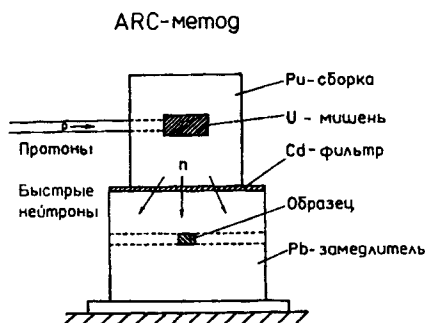 ARC-метод
Pu-сборка
U - мишень
Cd-фильтр
Протоны
n
Быстрые
нейтроны
Образец
Pb-замедлитель